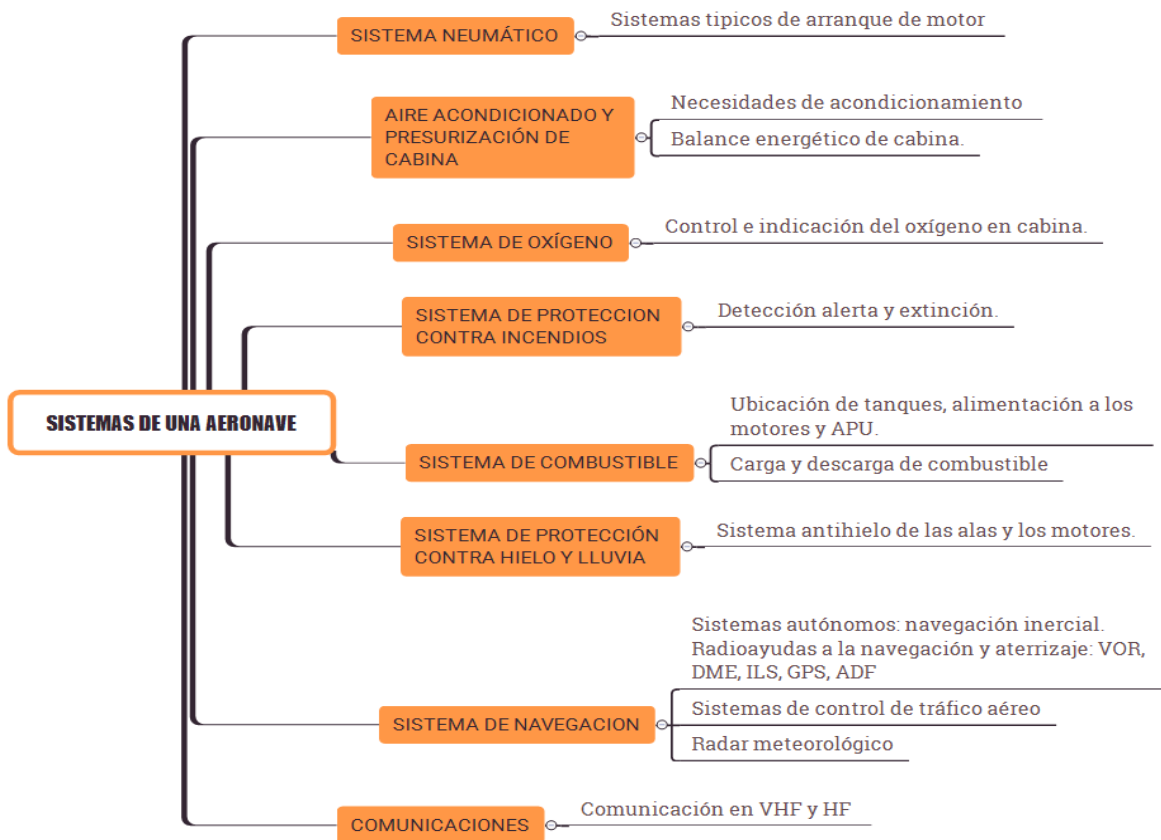 SISTEMA NEUMÁTICO
Sistemas tipicos de arranque de motor
AIRE ACONDICIONADO Y
PRESURIZACIÓN DE
CABINA
Necesidades de acondicionamiento
Balance energético de cabina.
SISTEMA DE OXÍGENO
Control e indicación del oxígeno en cabina.
SISTEMA DE PROTECCION
CONTRA INCENDIOS
Detección alerta y extinción.
SISTEMAS DE UNA AERONAVE
SISTEMA DE COMBUSTIBLE
Ubicación de tanques, alimentación a los
motores y APU.
Carga y descarga de combustible
SISTEMA DE PROTECCIÓN
CONTRA HIELO Y LLUVIA
Sistema antihielo de las alas y los motores.
SISTEMA DE NAVEGACION
Sistemas autónomos: navegación inercial.
Radioayudas a la navegación y aterrizaje: VOR,
DME, ILS, GPS, ADF
Sistemas de control de tráfico aéreo
Radar meteorológico
COMUNICACIONES
Comunicación en VHF y HF